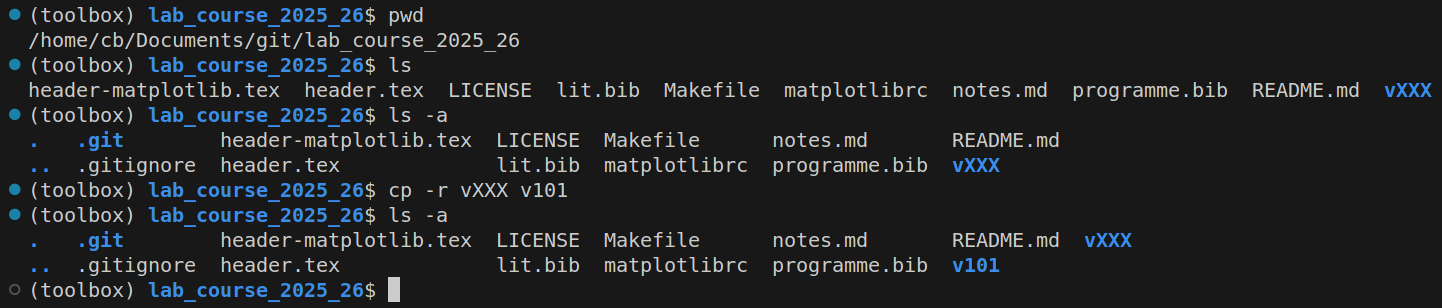 (toolbox) lab_course_2025_26$ pwd
/home/cb/Documents/git/lab_course_2025_26
(toolbox) lab_course_2025_26$ ls
header-matplotlib.tex  header.tex  LICENSE  lit.bib  Makefile  matplotlibrc  notes.md  programme.bib  README.md  vXXX
(toolbox) lab_course_2025_26$ ls -a
.   .git        header-matplotlib.tex  LICENSE  Makefile      notes.md       README.md
..  .gitignore  header.tex             lit.bib  matplotlibrc  programme.bib  vXXX
(toolbox) lab_course_2025_26$ cp -r vXXX v101
(toolbox) lab_course_2025_26$ ls -a
.   .git        header-matplotlib.tex  LICENSE  Makefile      notes.md       README.md  vXXX
..  .gitignore  header.tex             lit.bib  matplotlibrc  programme.bib  v101
(toolbox) lab_course_2025_26$